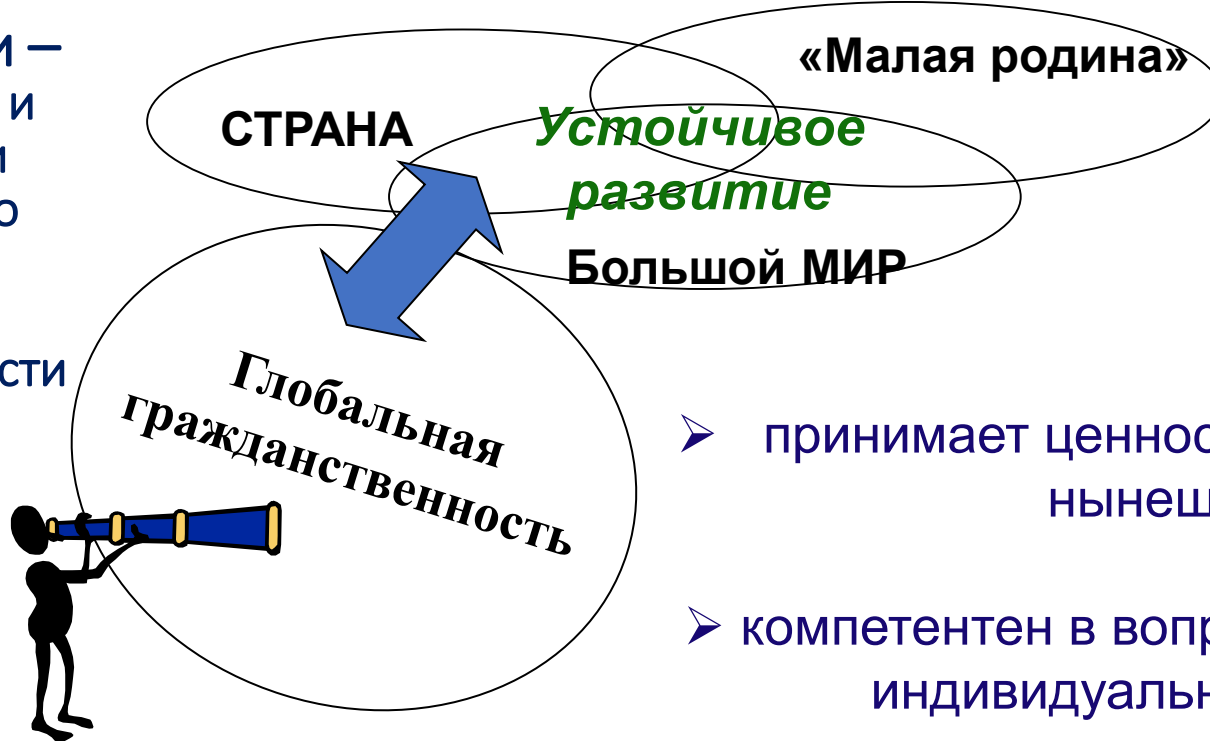 и –
и
и
о
сти
«Малая родина»
СТРАНА
Устойчивое
развитие
Большой МИР
Глобальная
гражданственность
➢ принимает ценнос
нынеш
➢ компетентен в вопр
индивидуальн